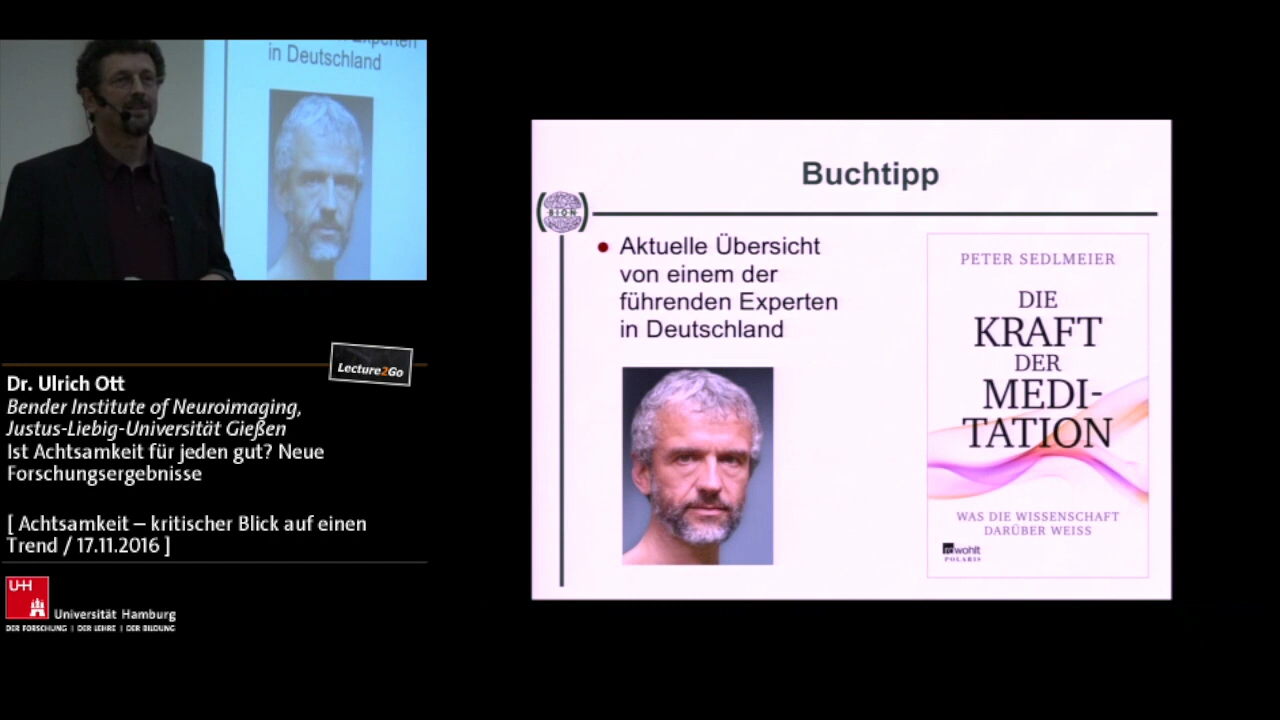 Experten
in Deutschland
Lecture2Go
Dr. Ulrich Ott
Bender Institute of Neuroimaging,
Justus-Liebig-Universität Gießen
Ist Achtsamkeit für jeden gut? Neue
Forschungsergebnisse
[ Achtsamkeit – kritischer Blick auf einen
Trend / 17.11.2016 ]
UHH
Universität Hamburg
DER FORSCHUNG | DER LEHRE | DER BILDUNG
Buchtipp
BION
Aktuelle Übersicht
von einem der
führenden Experten
in Deutschland
PETER SEDLMEIER
DIE
KRAFT
DER
MEDI-
TATION
WAS DIE WISSENSCHAFT
DARÜBER WEISS
rowohlt
POLARIS